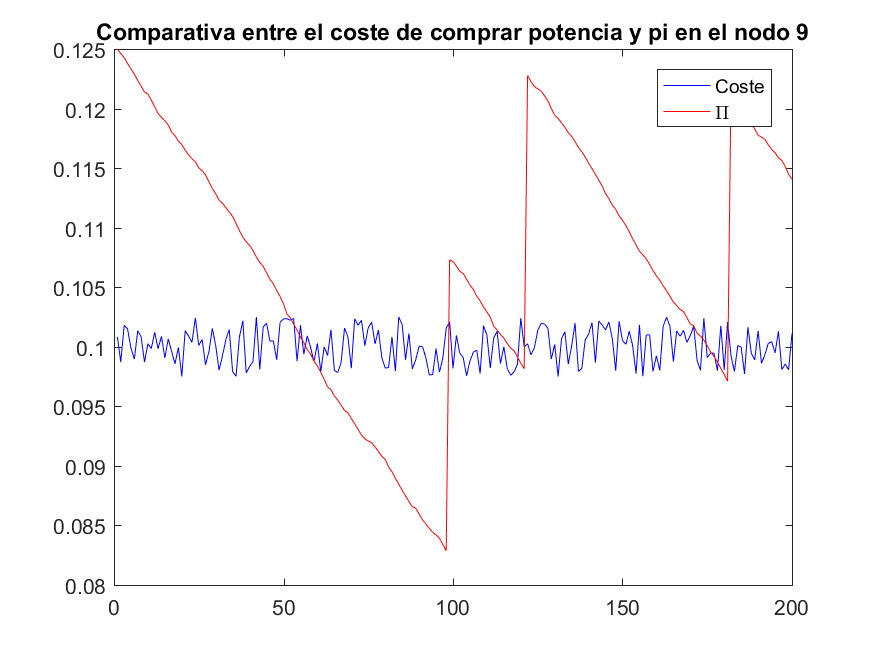 Comparativa entre el coste de comprar potencia y pi en el nodo 9
0.125
0.12
0.115
0.11
0.105
0.1
0.095
0.09
0.085
0.08
0 50 100 150 200
Coste
Π